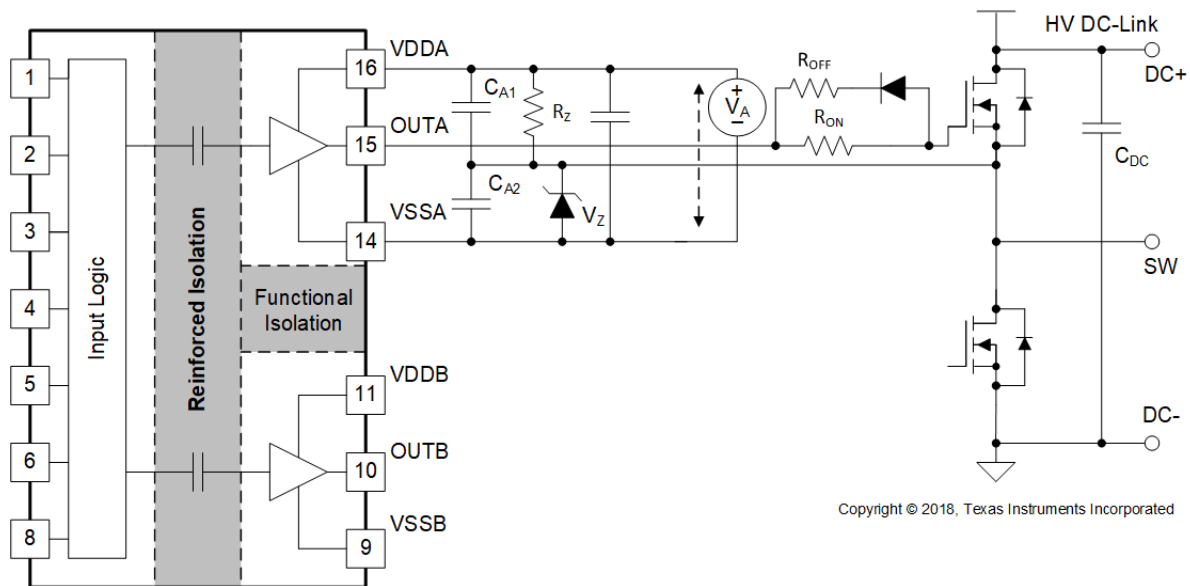 1
2
3
4
5
6
8
Input Logic
Reinforced Isolation
Functional
Isolation
VDDA
16
OUTA
15
VSSA
14
VDDB
11
OUTB
10
VSSB
9
CA1
RZ
CA2
VZ
+
VA
−
ROFF
RON
HV DC-Link
DC+
CDC
SW
DC-
Copyright © 2018, Texas Instruments Incorporated